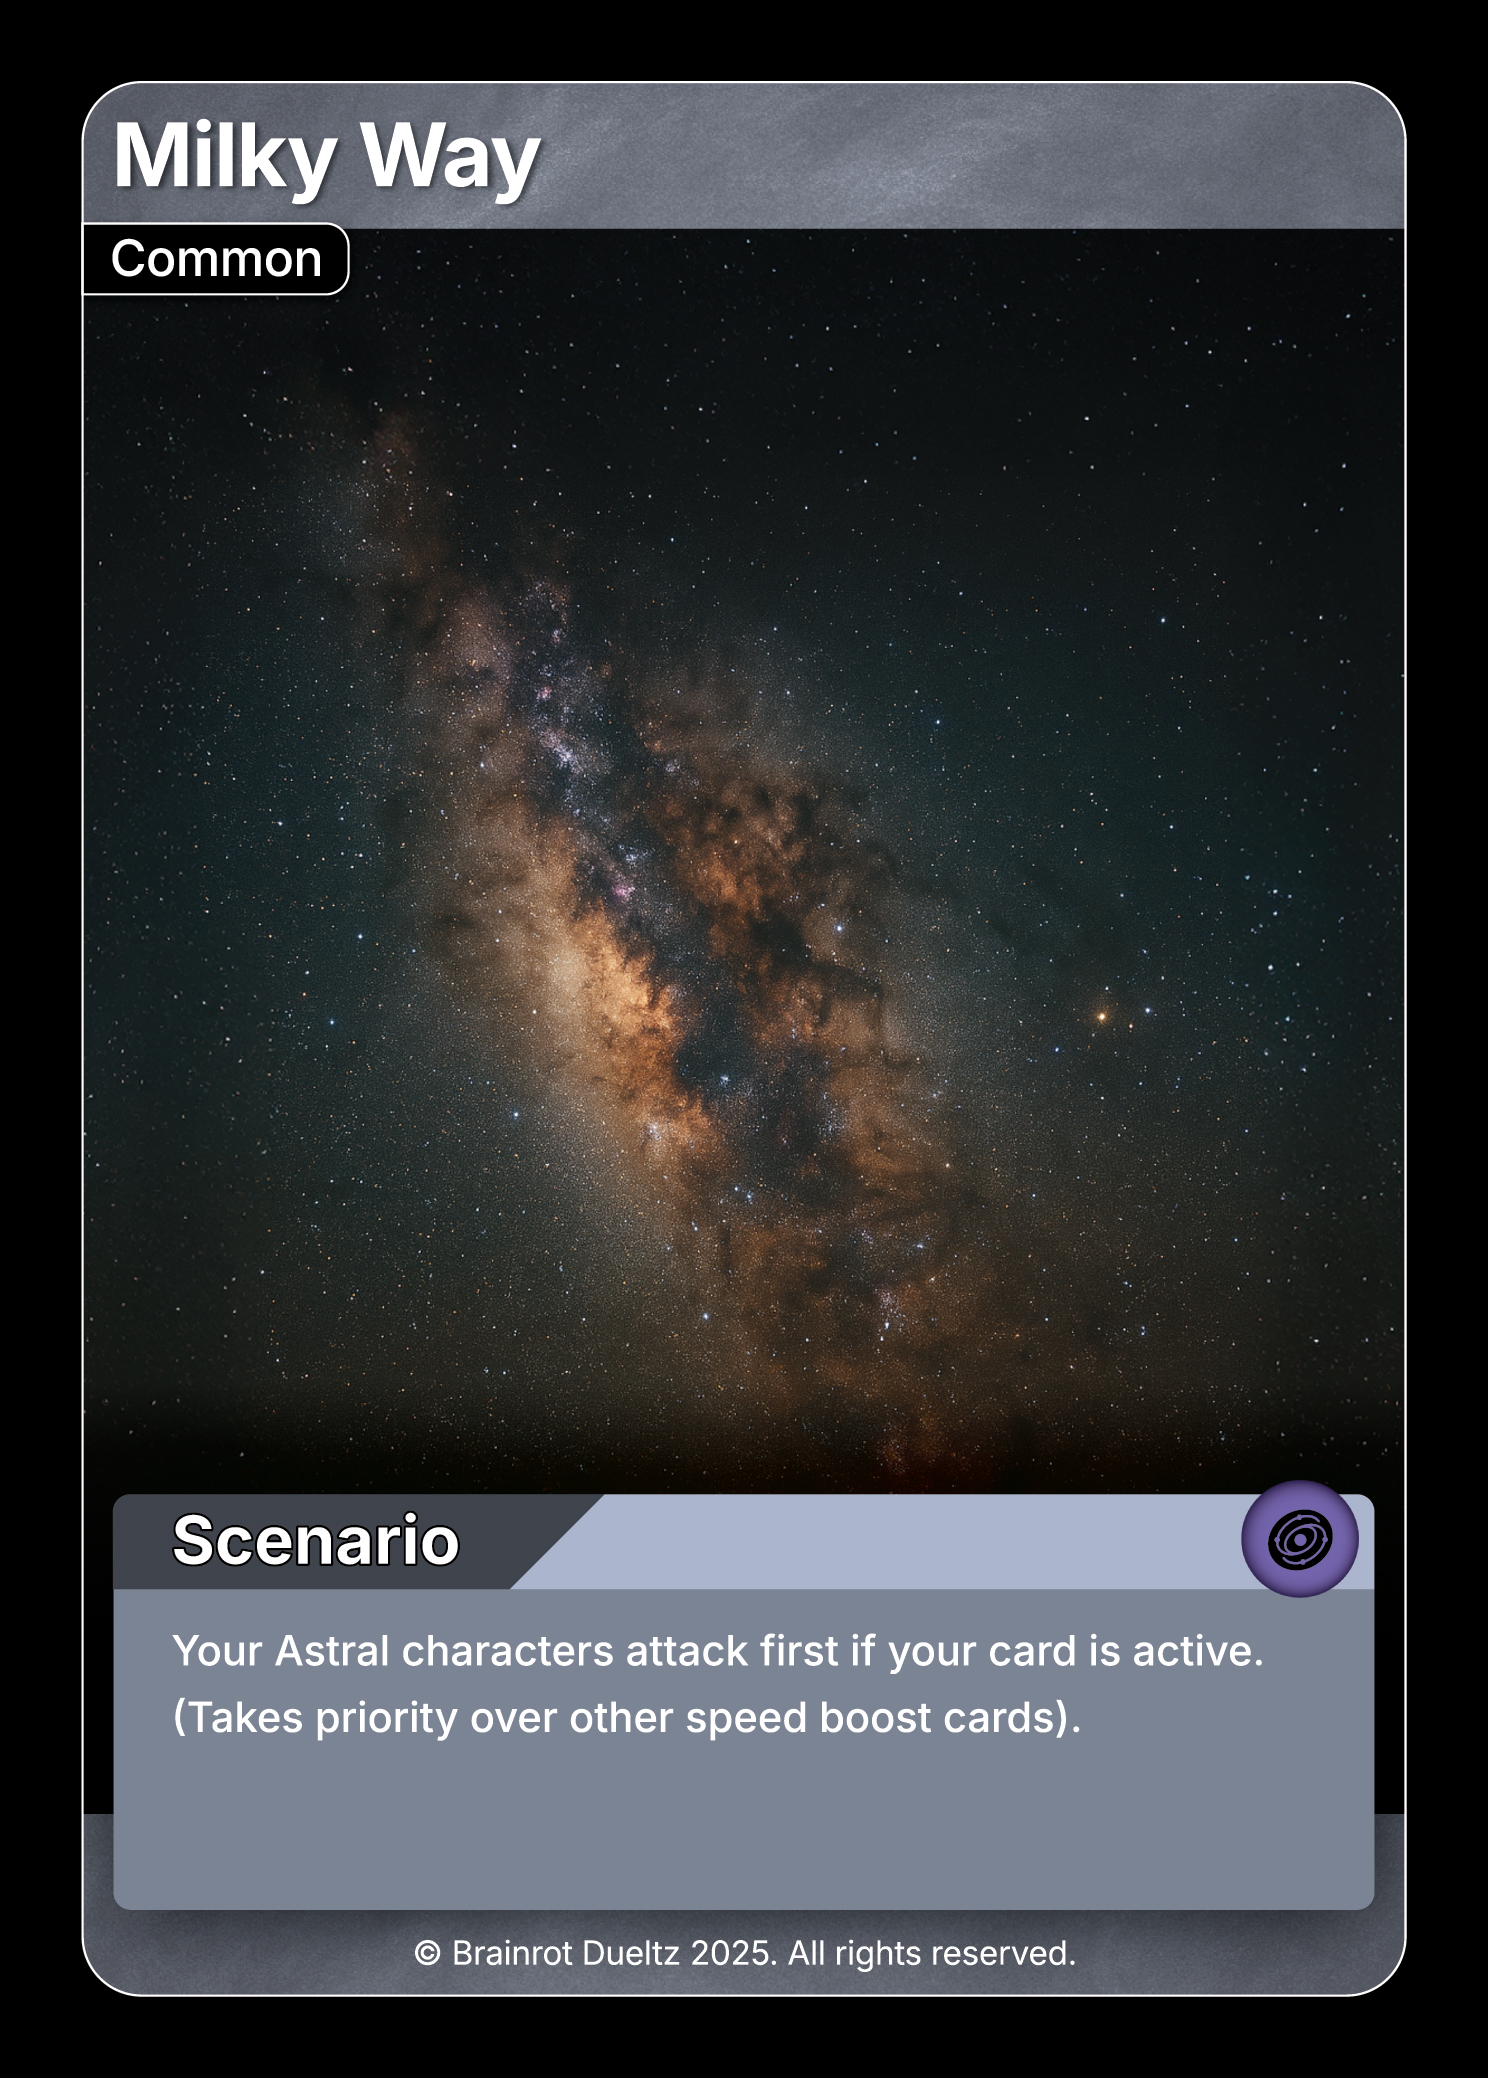 Milky Way
Common
Scenario
Your Astral characters attack first if your card is active.
(Takes priority over other speed boost cards).
© Brainrot Dueltz 2025. All rights reserved.